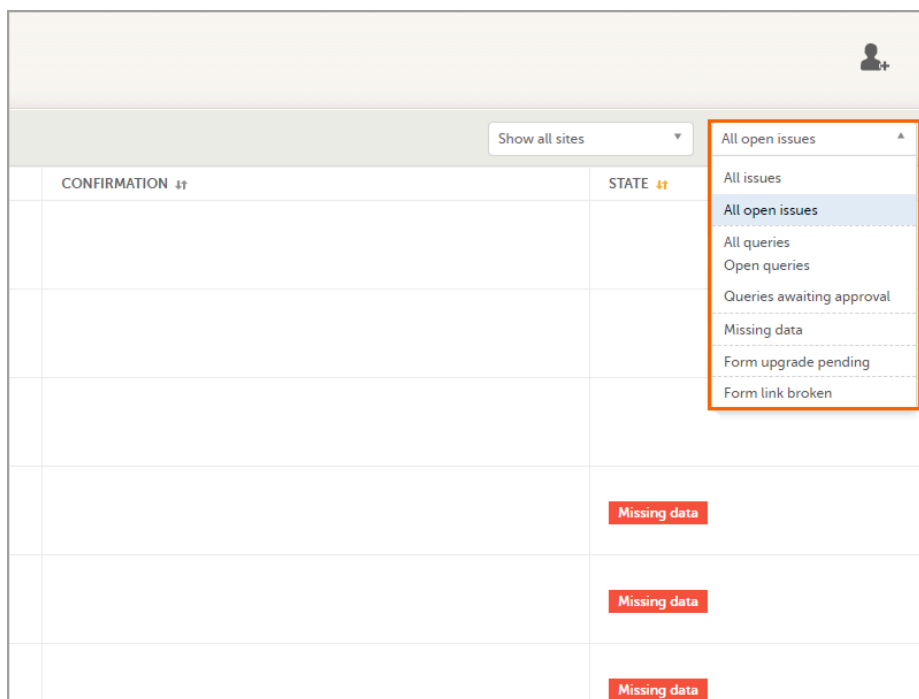 Show all sites
All open issues
CONFIRMATION
STATE
All issues
All open issues
All queries
Open queries
Queries awaiting approval
Missing data
Form upgrade pending
Form link broken
Missing data
Missing data
Missing data